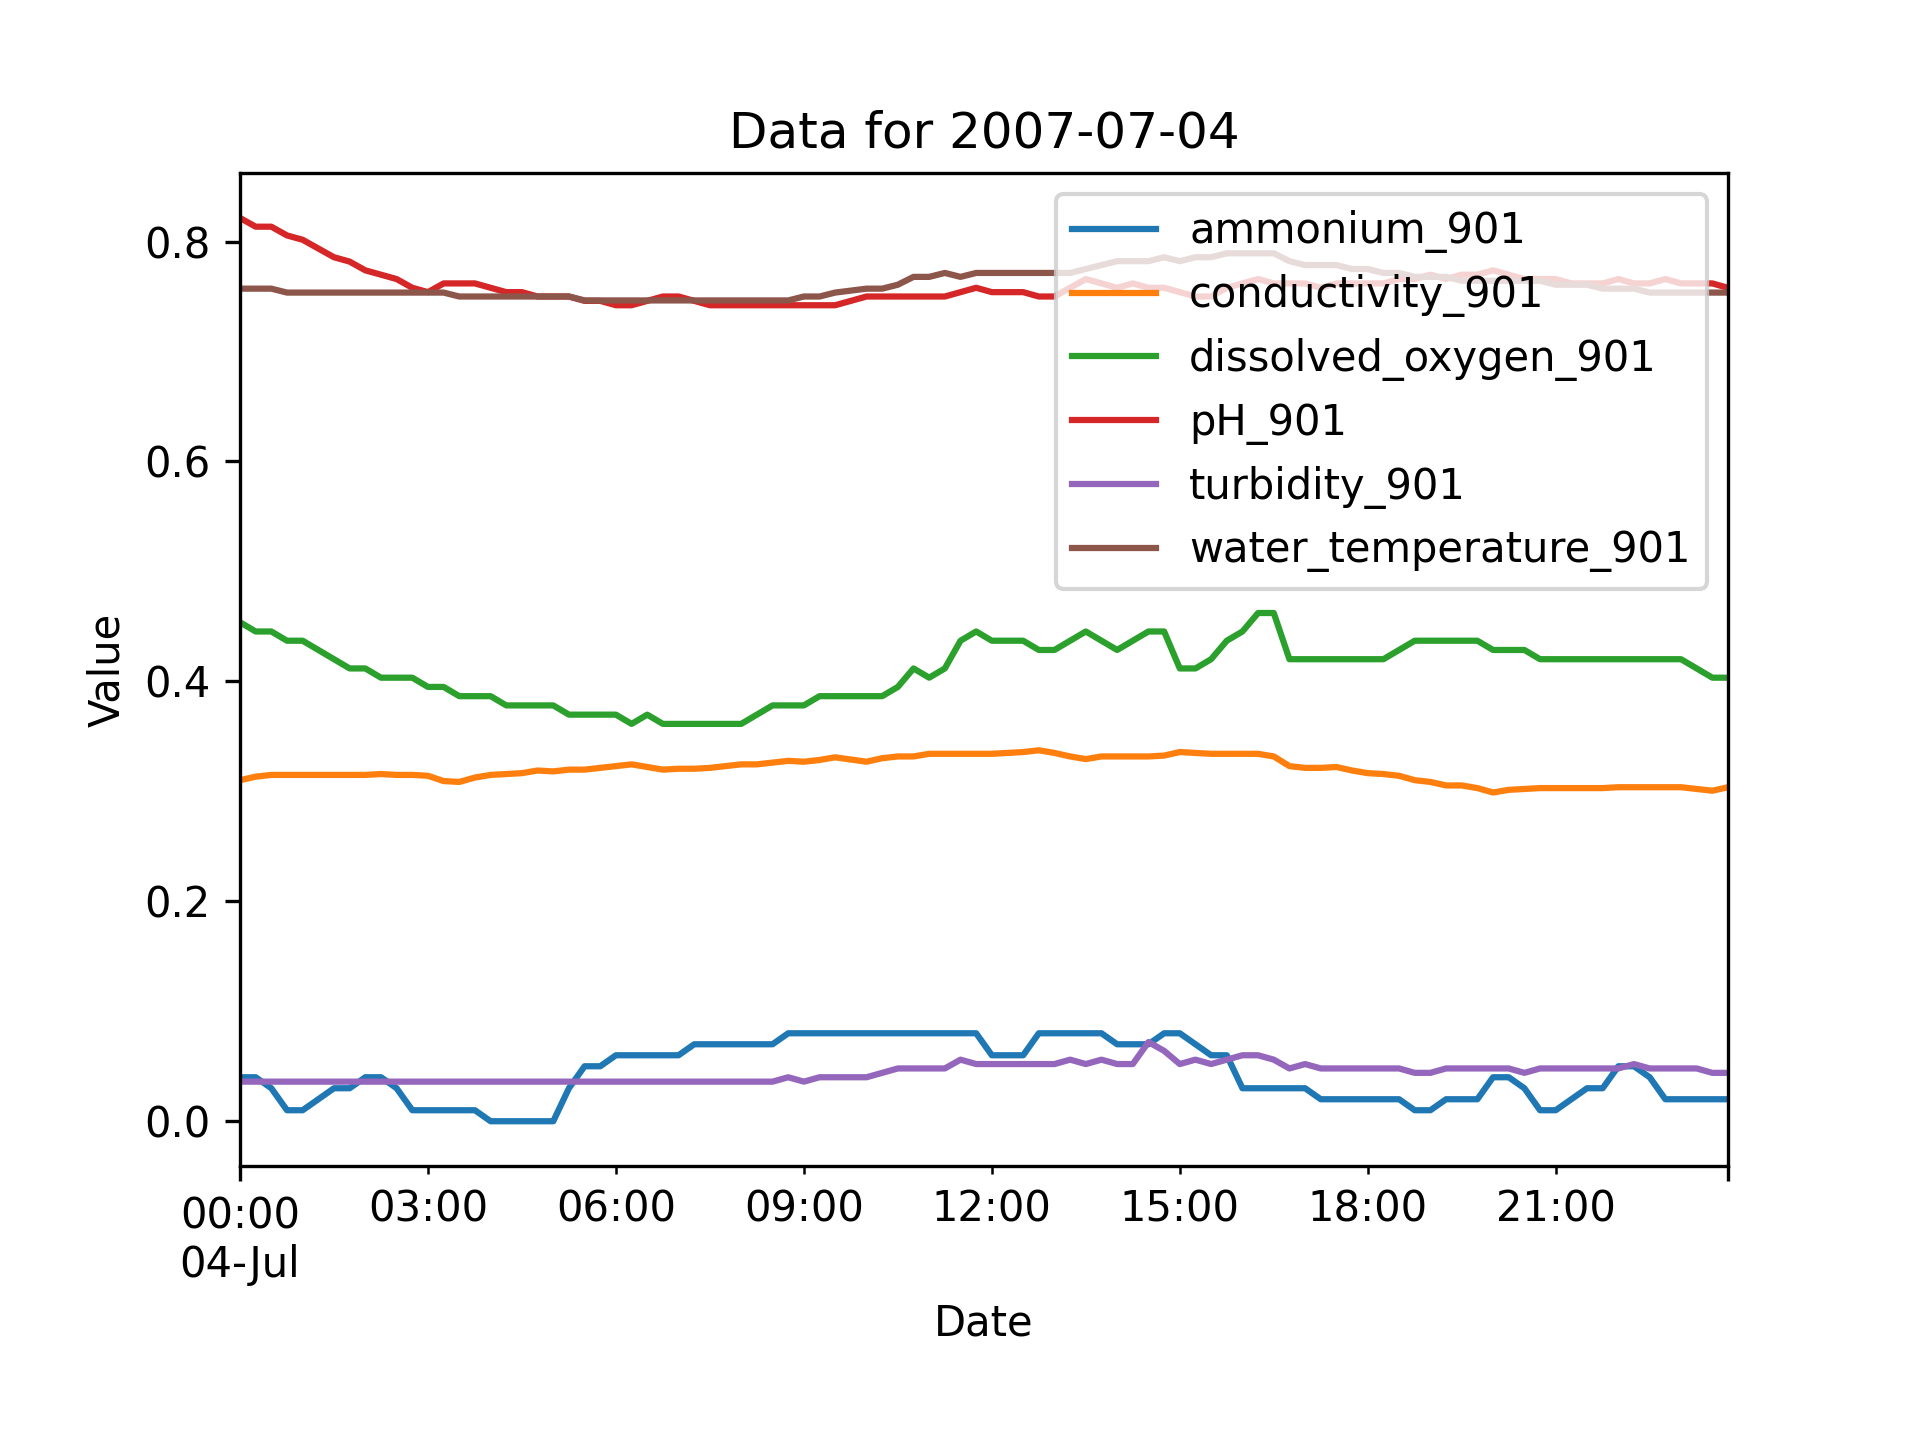 Data for 2007-07-04
ammonium_901
conductivity_901
dissolved_oxygen_901
pH_901
turbidity_901
water_temperature_901
0.8
0.6
0.4
0.2
0.0
Value
00:00 03:00 06:00 09:00 12:00 15:00 18:00 21:00
04-Jul
Date